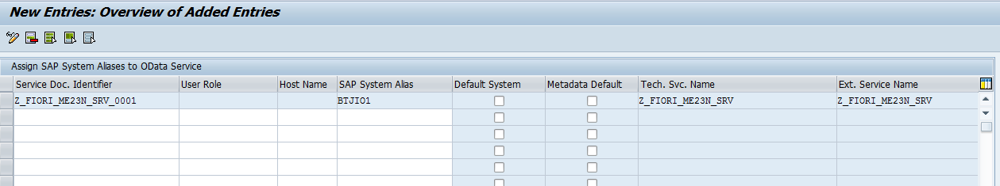 New Entries: Overview of Added Entries
Assign SAP System Aliases to OData Service
Service Doc. Identifier User Role Host Name SAP System Alias Default System Metadata Default Tech. Svc. Name Ext. Service Name
Z_FIORI_ME23N_SRV_0001 BTJIO1 Z_FIORI_ME23N_SRV Z_FIORI_ME23N_SRV